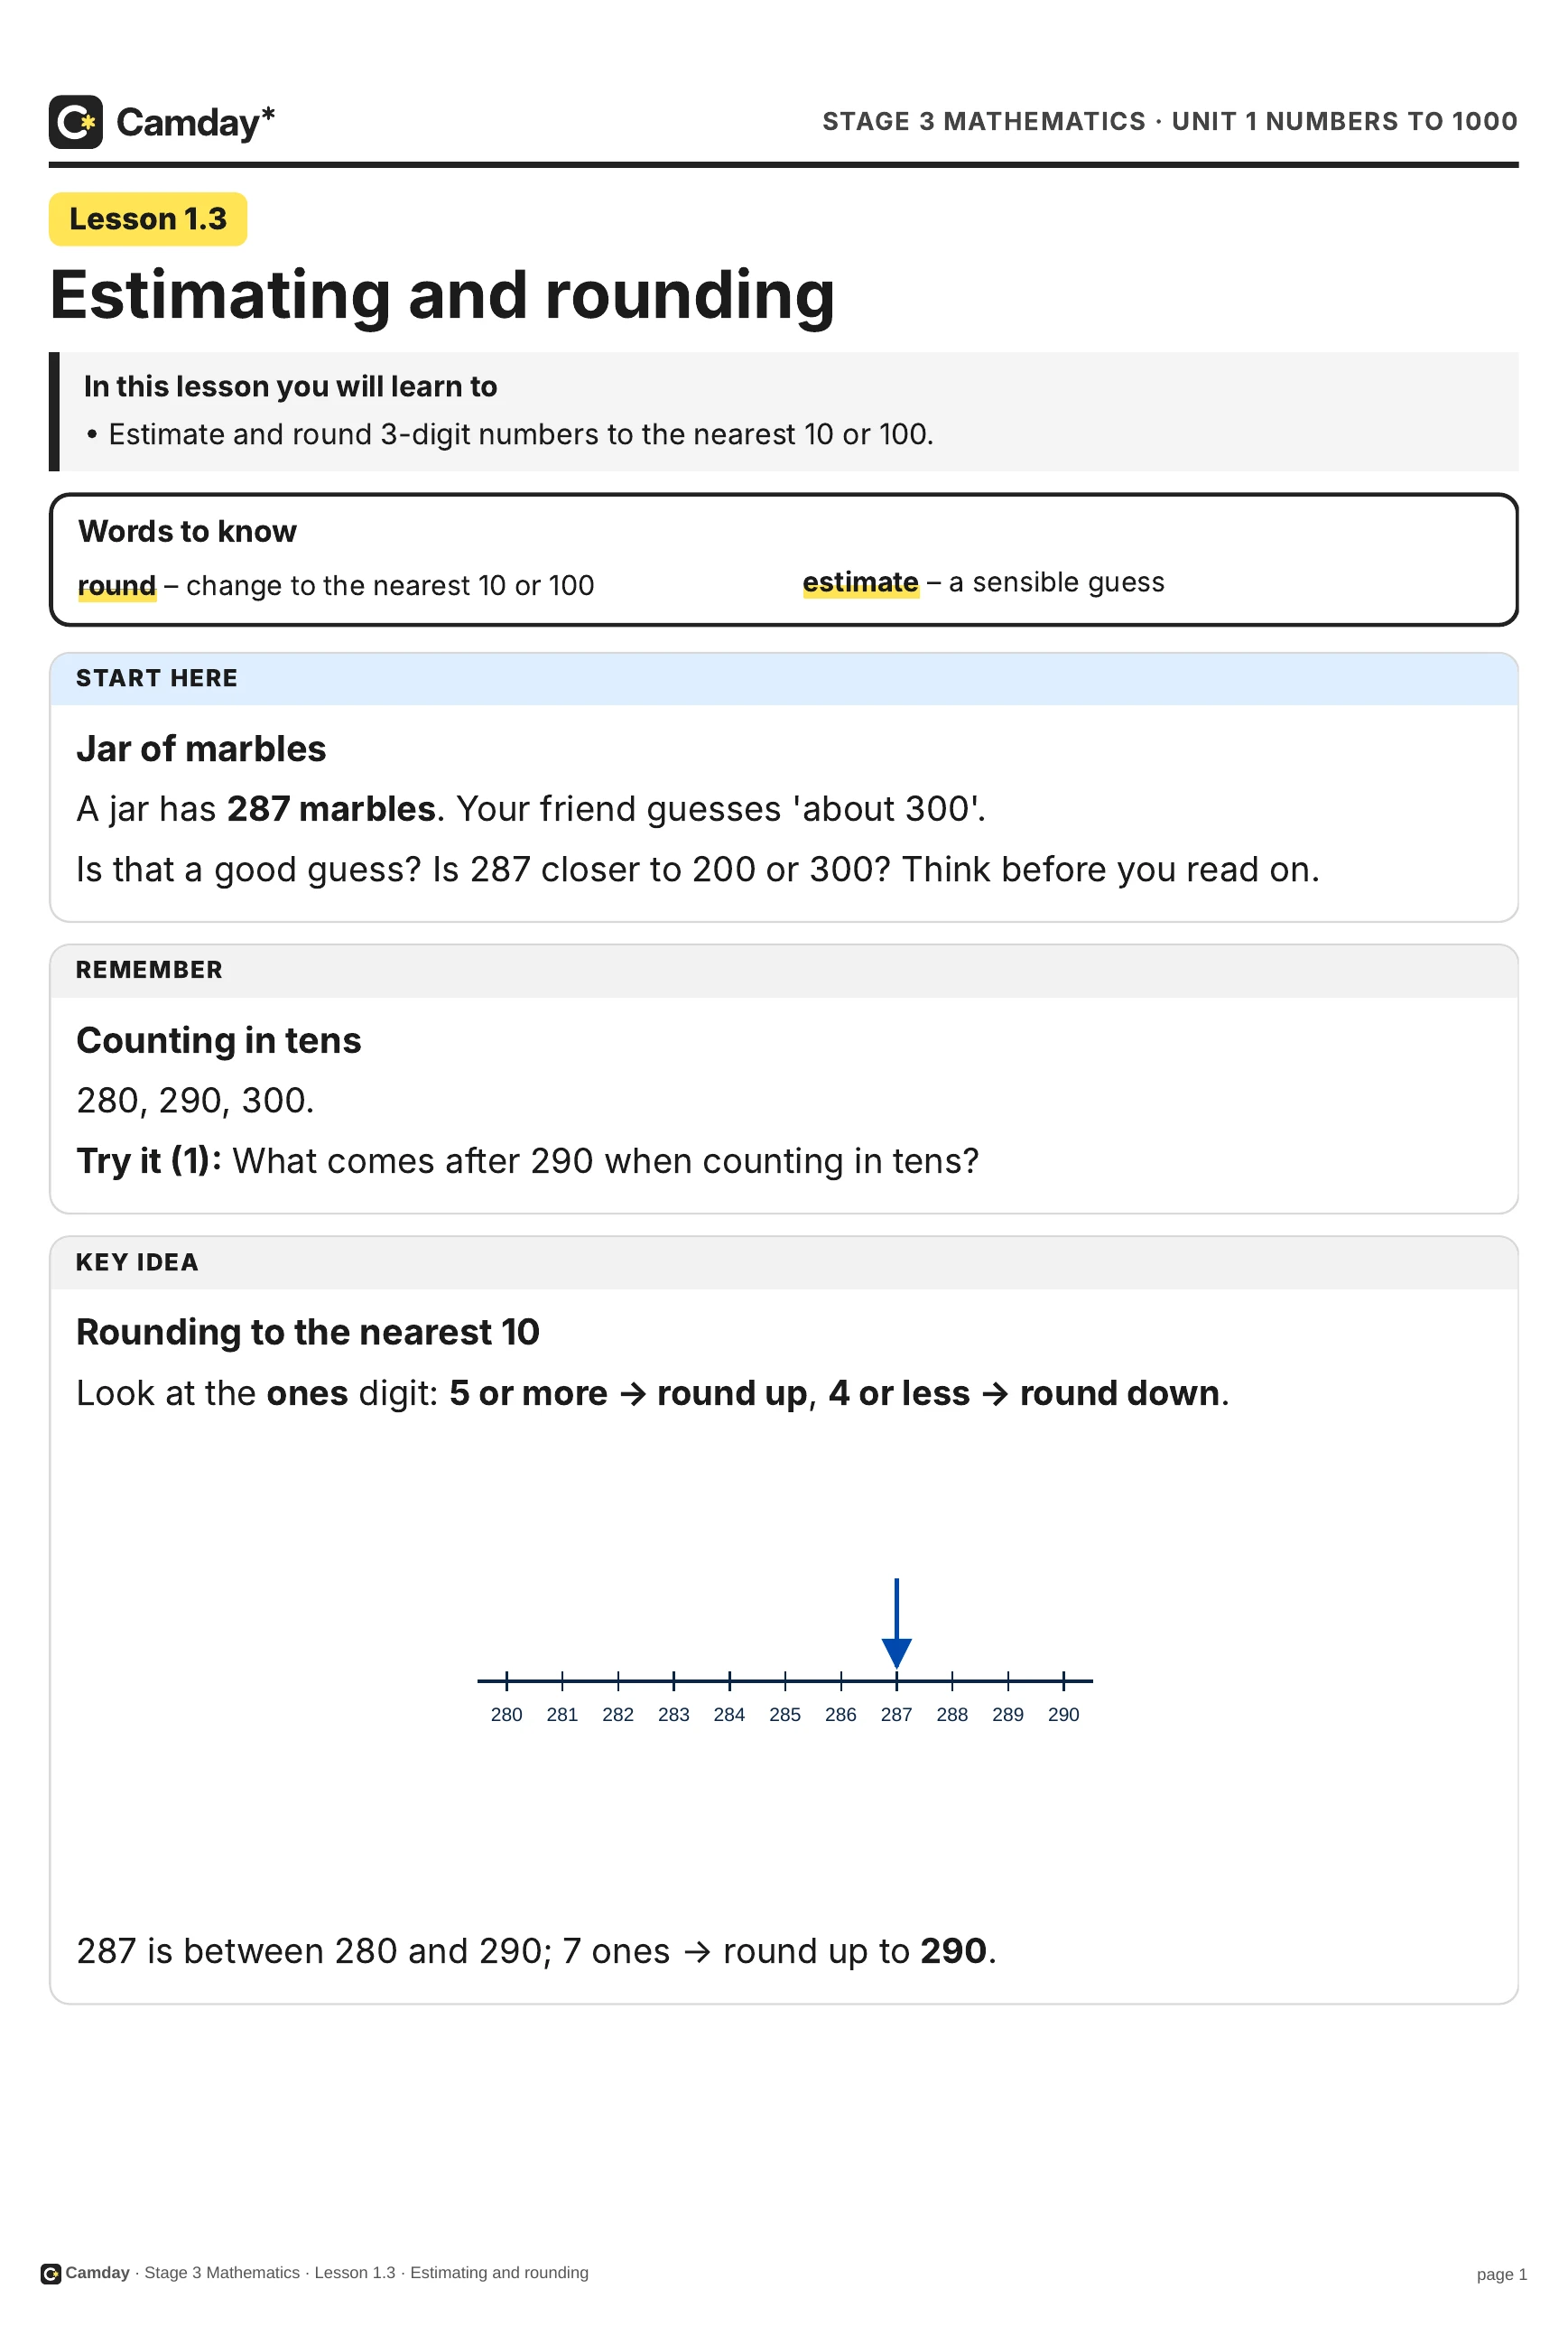 Camday*
STAGE 3 MATHEMATICS · UNIT 1 NUMBERS TO 1000
Lesson 1.3
Estimating and rounding
In this lesson you will learn to
• Estimate and round 3-digit numbers to the nearest 10 or 100.
Words to know
round – change to the nearest 10 or 100
estimate – a sensible guess
START HERE
Jar of marbles
A jar has 287 marbles. Your friend guesses 'about 300'.
Is that a good guess? Is 287 closer to 200 or 300? Think before you read on.
REMEMBER
Counting in tens
280, 290, 300.
Try it (1): What comes after 290 when counting in tens?
KEY IDEA
Rounding to the nearest 10
Look at the ones digit: 5 or more → round up, 4 or less → round down.
280 281 282 283 284 285 286 287 288 289 290
287 is between 280 and 290; 7 ones → round up to 290.
Camday · Stage 3 Mathematics · Lesson 1.3 · Estimating and rounding
page 1